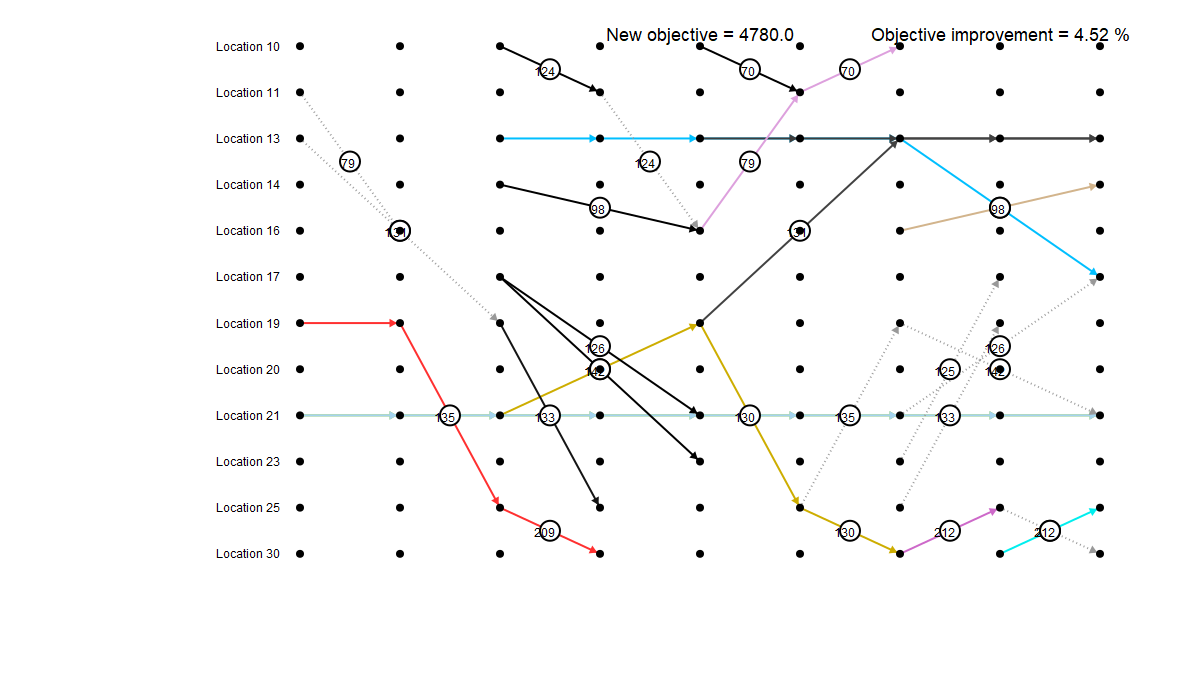 New objective = 4780.0 Objective improvement = 4.52 %
Location 10
124 70 70
Location 11
Location 13
79 124 79
Location 14
98 98
Location 16
131 131
Location 17
Location 19
126 126
Location 20
142 125 142
Location 21
135 133 130 135 133
Location 23
Location 25
209 130 212 212
Location 30